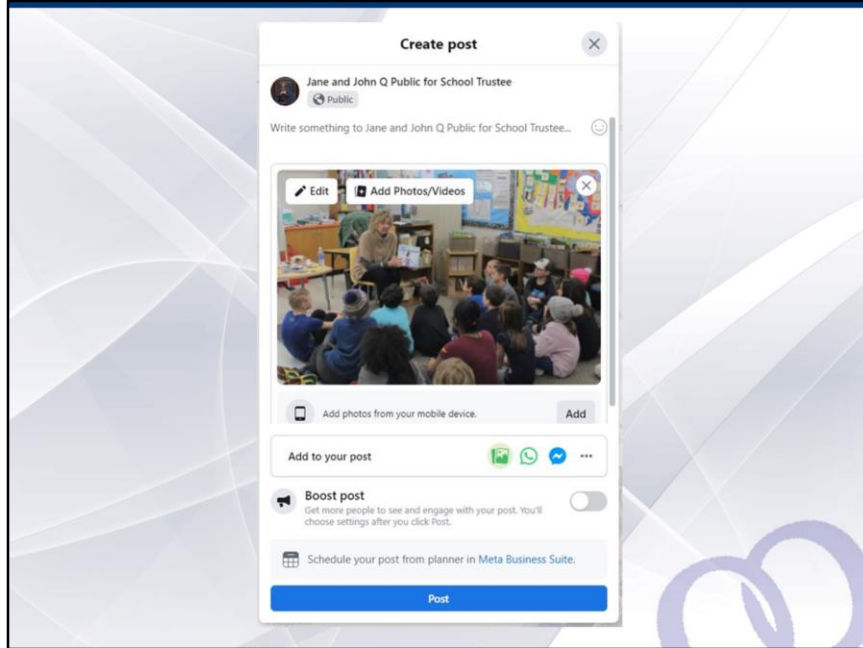 Create post
Jane and John Q Public for School Trustee
Public
Write something to Jane and John Q Public for School Trustee...
Edit
Add Photos/Videos
Add photos from your mobile device.
Add
Add to your post
Boost post
Get more people to see and engage with your post. You'll
choose settings after you click Post.
Schedule your post from planner in Meta Business Suite.
Post